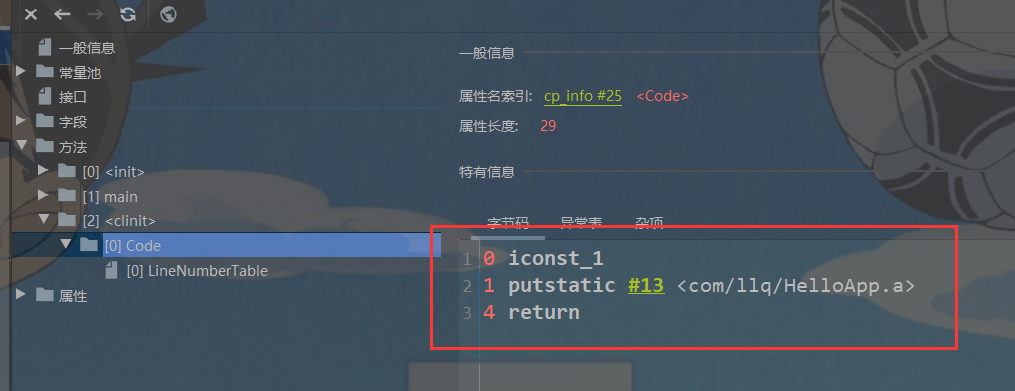 一般信息
常量池
接口
字段
方法
[0] <init>
[1] main
[2] <clinit>
[0] Code
[0] LineNumberTable
属性
一般信息
属性名索引: cp_info #25 <Code>
属性长度: 29
特有信息
字节码 异常表 杂项
1 0 iconst_1
2 1 putstatic #13 <com/llq/HelloApp.a>
3 4 return